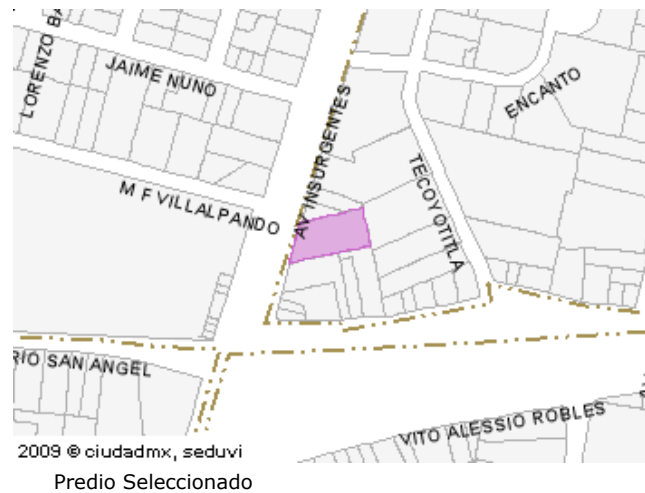 LORENZO BA
JAIME NUNO
AV INSURGENTES
ENCANTO
TECOYOTITLA
M F VILLALPANDO
RIO SAN ANGEL
VITO ALESSIO ROBLES
2009 © ciudadmx, seduvi
Predio Seleccionado